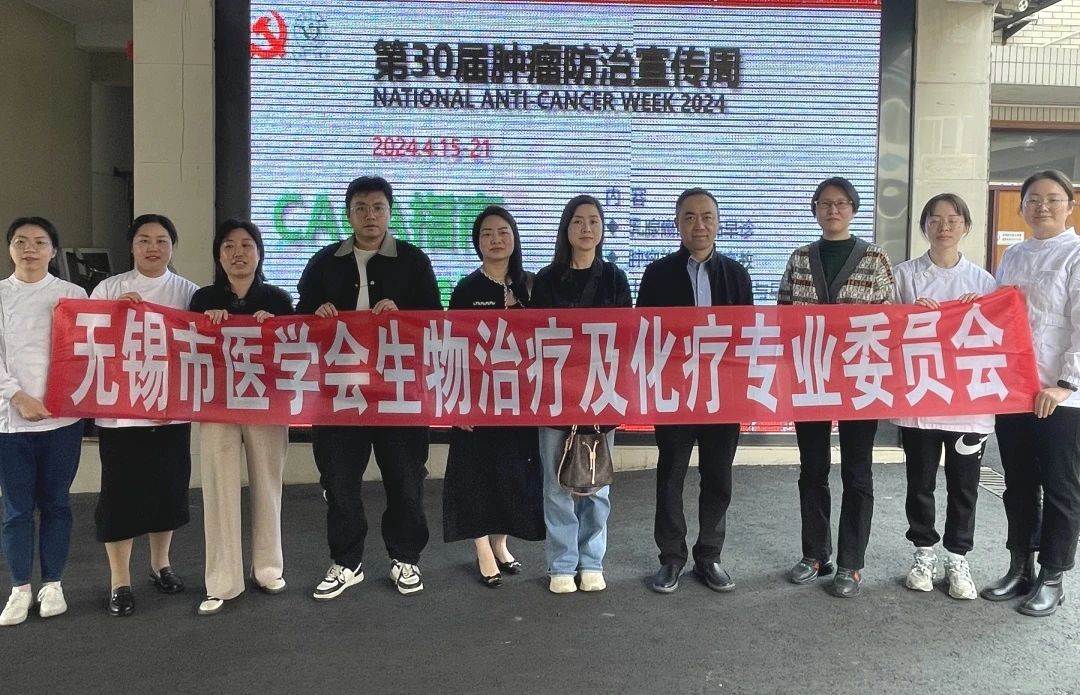 第30届肿瘤防治宣传周
NATIONAL ANTI-CANCER WEEK 2024
2024.4.15-21
内容
无锡市医学会生物治疗及化疗专业委员会